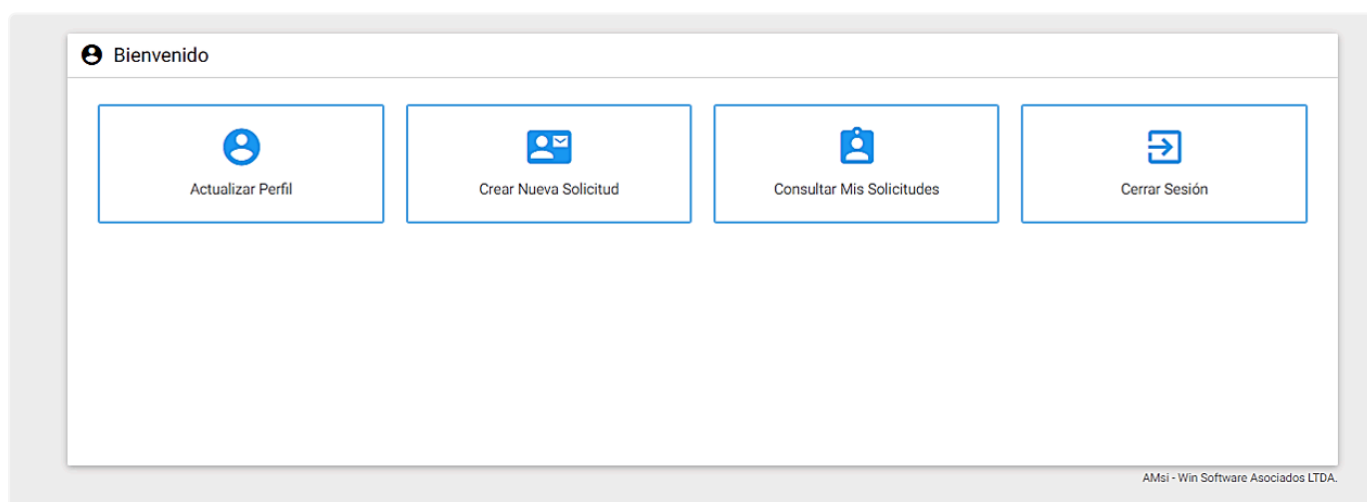 Bienvenido
Actualizar Perfil
Crear Nueva Solicitud
Consultar Mis Solicitudes
Cerrar Sesión
AMsi - Win Software Asociados LTDA.